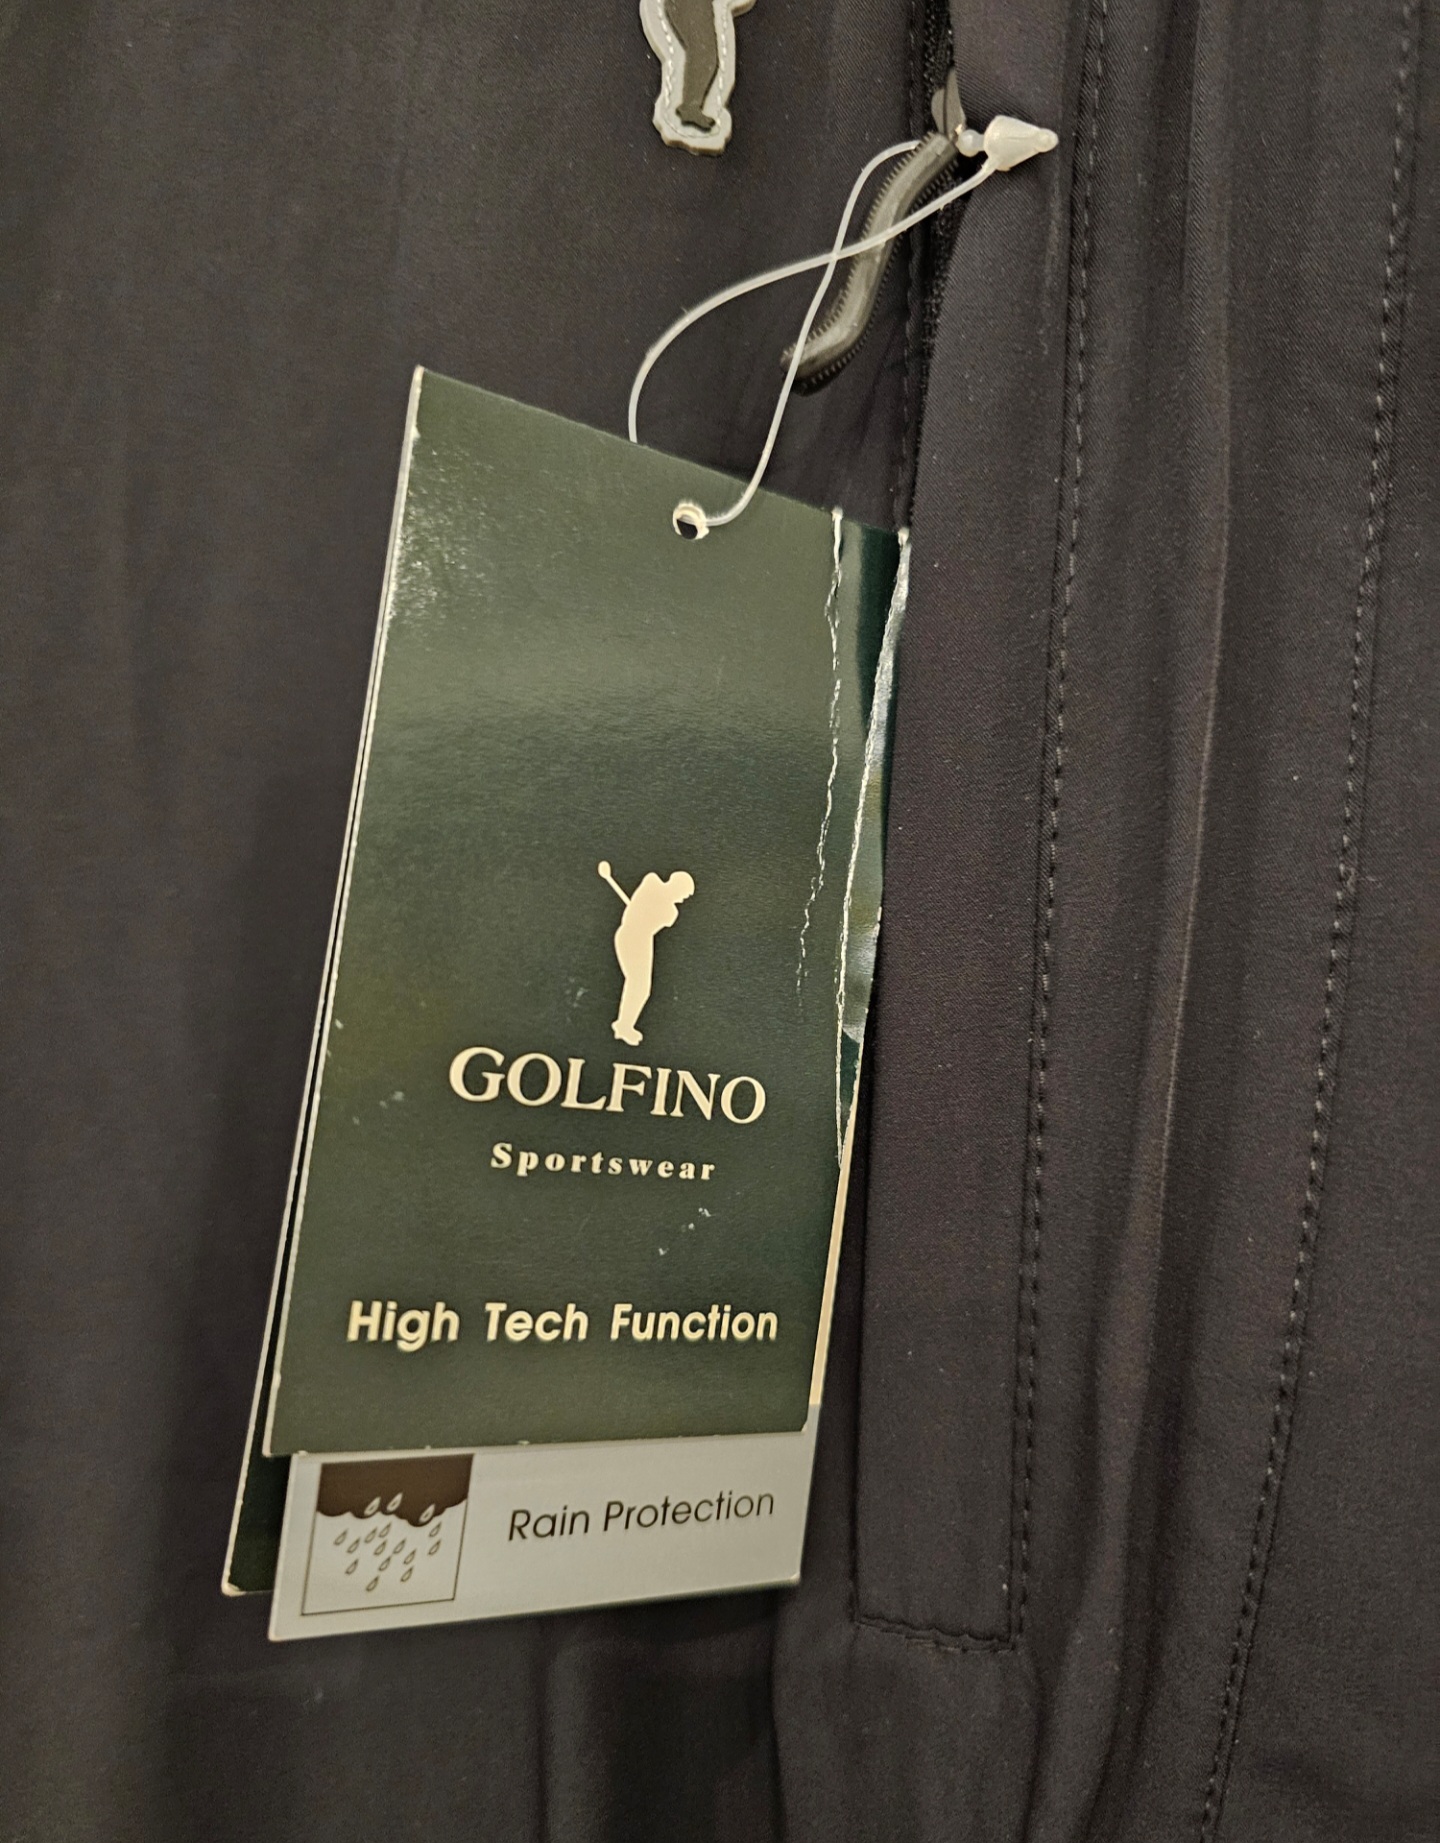 GOLFINO
Sportswear
High Tech Function
Rain Protection